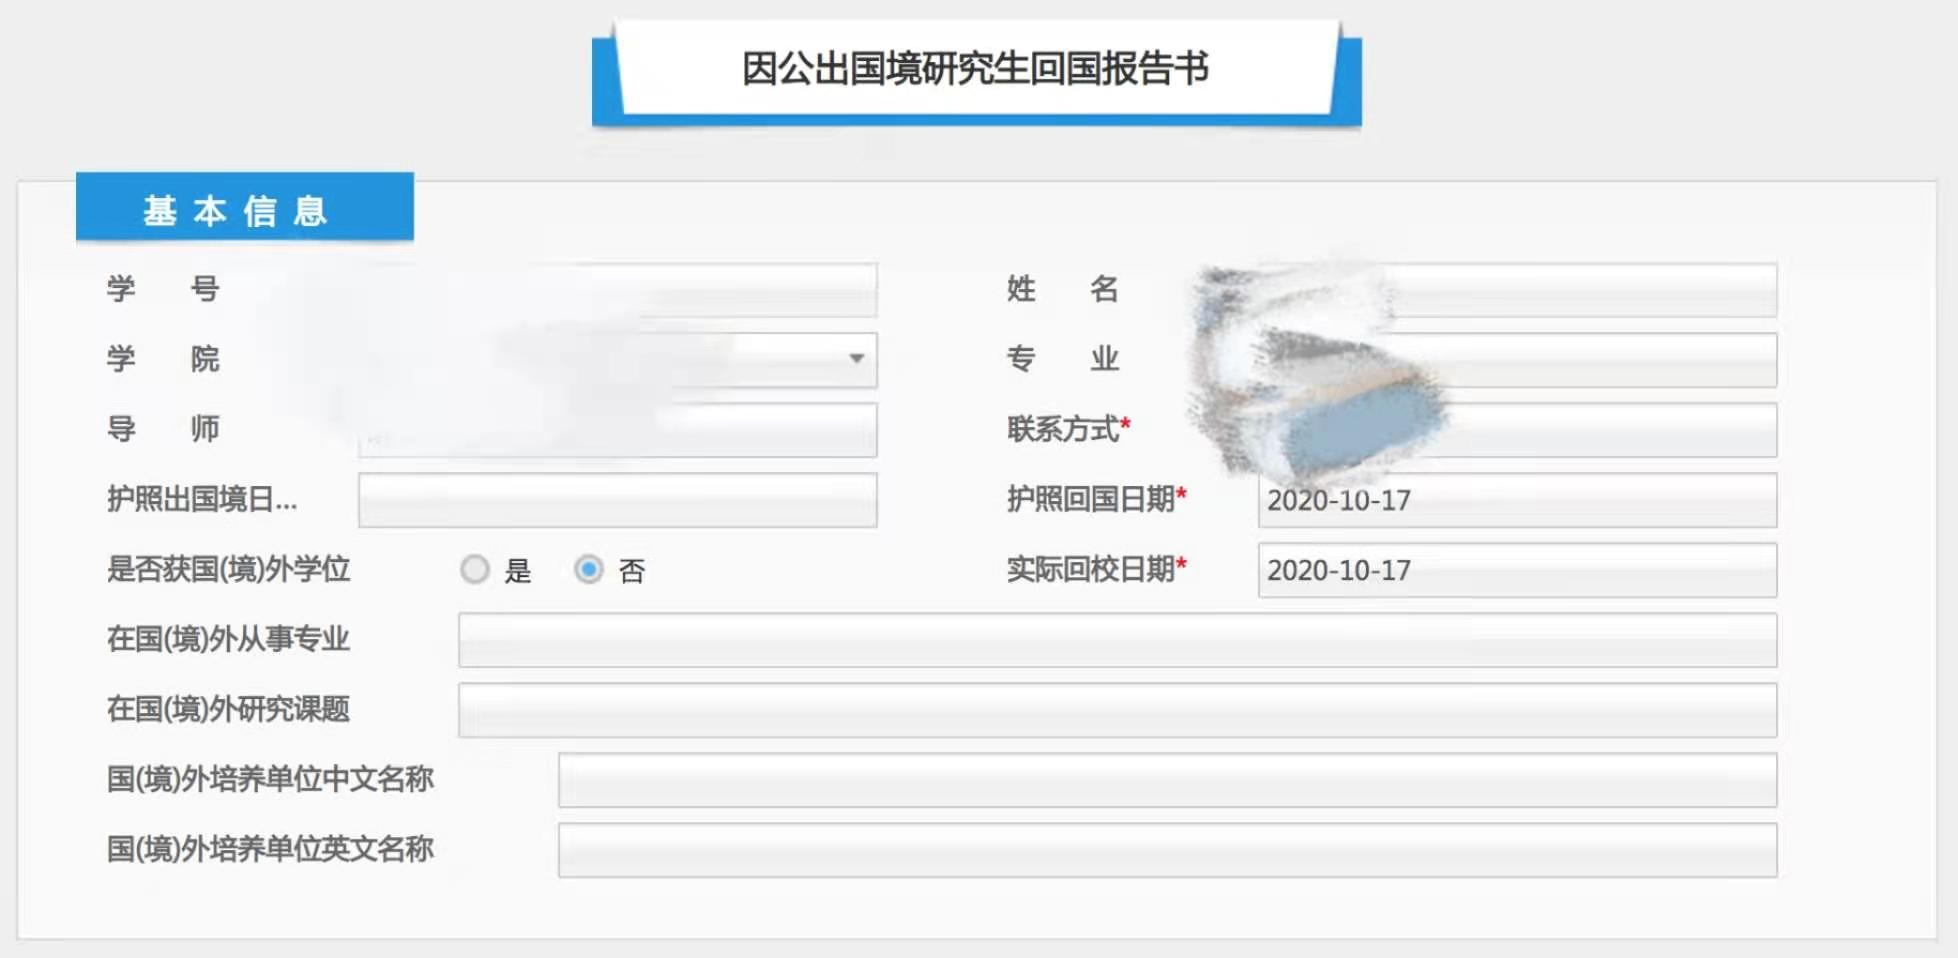 因公出国境研究生回国报告书
基本信息
学 号 姓 名
学 院 专 业
导 师 联系方式*
护照出国境日... 护照回国日期* 2020-10-17
是否获国(境)外学位 是 否 实际回校日期* 2020-10-17
在国(境)外从事专业
在国(境)外研究课题
国(境)外培养单位中文名称
国(境)外培养单位英文名称